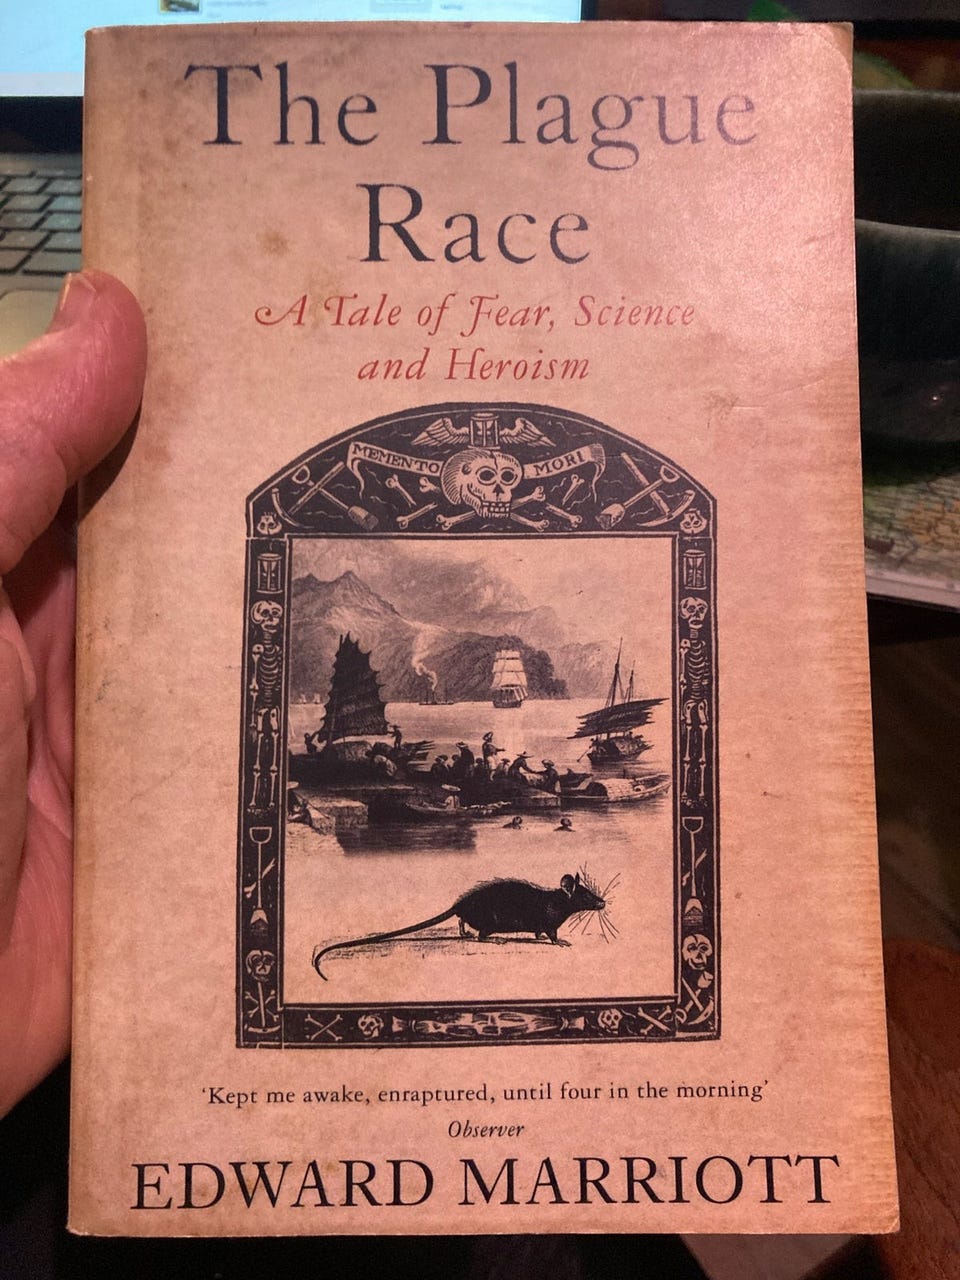 The Plague
Race
A Tale of Fear, Science
and Heroism
MEMENTO MORI
'Kept me awake, enraptured, until four in the morning'
Observer
EDWARD MARRIOTT